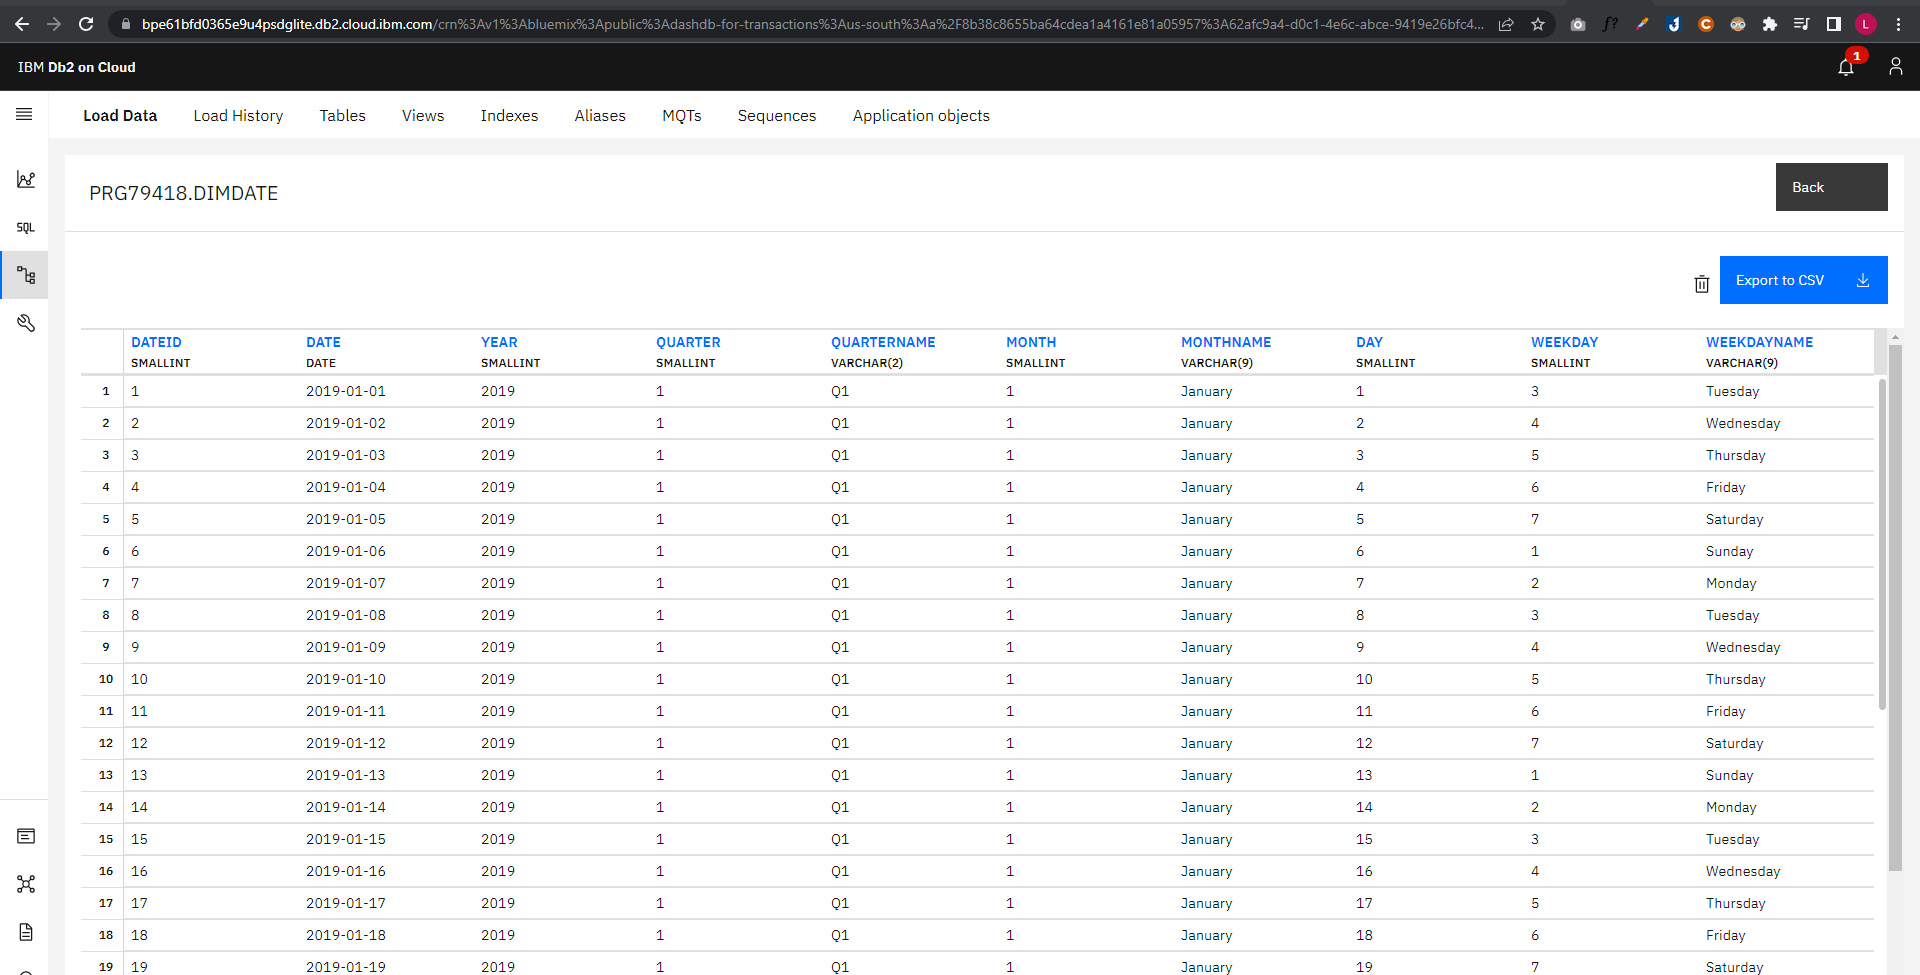 bpe61bfd0365e9u4psdglite.db2.cloud.ibm.com/crn%3Av1%3Abluemix%3Apublic%3Adashdb-for-transactions%3Aus-south%3Aa%2F8b38c8655ba64cdea1a4161e81a05957%3A62afc9a4-d0c1-4e6c-abce-9419e26bfc4... f? C L
IBM Db2 on Cloud 1
Load Data Load History Tables Views Indexes Aliases MQTs Sequences Application objects
PRG79418.DIMDATE Back
SQL
Export to CSV
DATEID DATE YEAR QUARTER QUARTERNAME MONTH MONTHNAME DAY WEEKDAY WEEKDAYNAME
SMALLINT DATE SMALLINT SMALLINT VARCHAR(2) SMALLINT VARCHAR(9) SMALLINT SMALLINT VARCHAR(9)
1 1 2019-01-01 2019 1 Q1 1 January 1 3 Tuesday
2 2 2019-01-02 2019 1 Q1 1 January 2 4 Wednesday
3 3 2019-01-03 2019 1 Q1 1 January 3 5 Thursday
4 4 2019-01-04 2019 1 Q1 1 January 4 6 Friday
5 5 2019-01-05 2019 1 Q1 1 January 5 7 Saturday
6 6 2019-01-06 2019 1 Q1 1 January 6 1 Sunday
7 7 2019-01-07 2019 1 Q1 1 January 7 2 Monday
8 8 2019-01-08 2019 1 Q1 1 January 8 3 Tuesday
9 9 2019-01-09 2019 1 Q1 1 January 9 4 Wednesday
10 10 2019-01-10 2019 1 Q1 1 January 10 5 Thursday
11 11 2019-01-11 2019 1 Q1 1 January 11 6 Friday
12 12 2019-01-12 2019 1 Q1 1 January 12 7 Saturday
13 13 2019-01-13 2019 1 Q1 1 January 13 1 Sunday
14 14 2019-01-14 2019 1 Q1 1 January 14 2 Monday
15 15 2019-01-15 2019 1 Q1 1 January 15 3 Tuesday
16 16 2019-01-16 2019 1 Q1 1 January 16 4 Wednesday
17 17 2019-01-17 2019 1 Q1 1 January 17 5 Thursday
18 18 2019-01-18 2019 1 Q1 1 January 18 6 Friday
19 19 2019-01-19 2019 1 Q1 1 January 19 7 Saturday